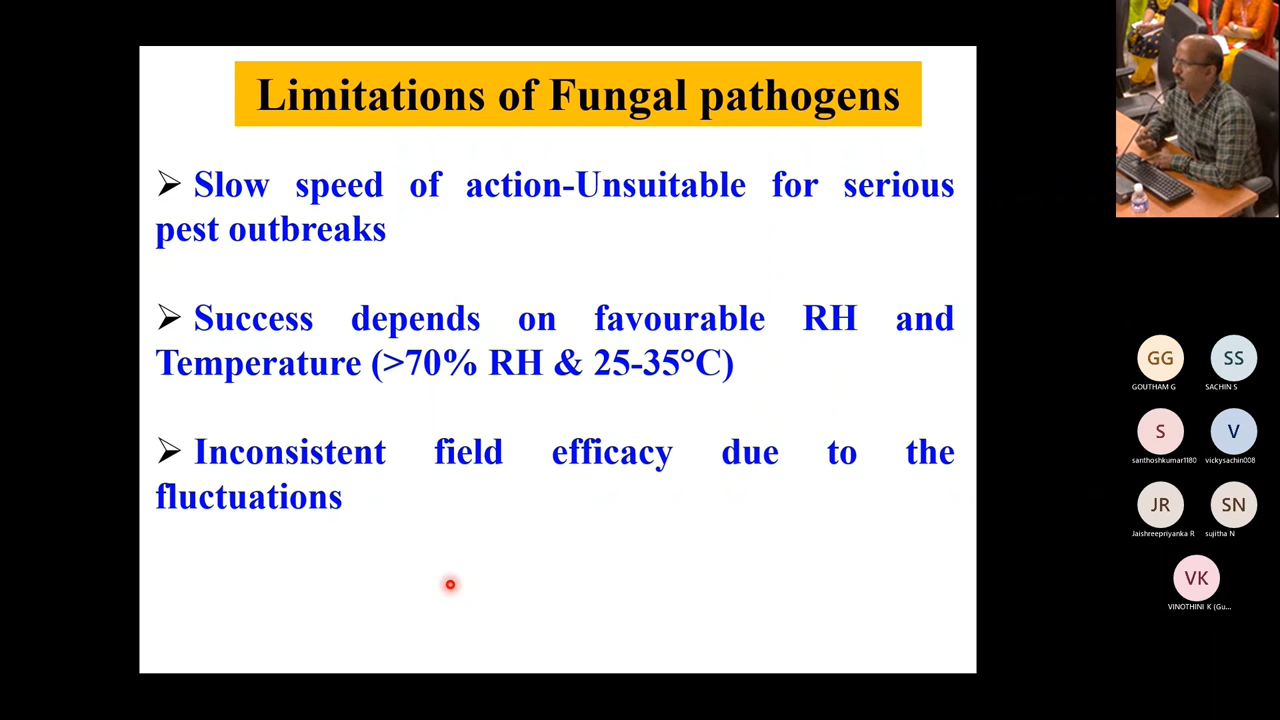 Limitations of Fungal pathogens
➢ Slow speed of action-Unsuitable for serious
pest outbreaks
➢ Success depends on favourable RH and
Temperature (>70% RH & 25-35°C)
➢ Inconsistent field efficacy due to the
fluctuations
GG
GOUTHAM G
SS
SACHIN S
S
santhoshkumar1180
V
vickysachin008
JR
Jaishreepriyanka R
SN
sujitha N
VK
VINOTHINI K (Gu...